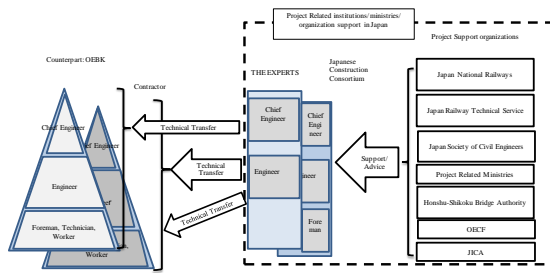 Project Related institutions/ministries/
organization support in Japan
Project Support organizations
Counterpart: OEBK
Contractor
THE EXPERTS
Japanese
Construction
Consortium
Chief Engineer
ef Engineer
Engineer
Foreman, Technician,
Worker
Worker
Technical Transfer
Technical
Transfer
Technical Transfer
Chief
Engineer
Engineer
Chief
Engi
neer
ineer
Fore
man
Support/
Advice
Japan National Railways
Japan Railway Technical Service
Japan Society of Civil Engineers
Project Related Ministries
Honshu-Shikoku Bridge Authority
OECF
JICA